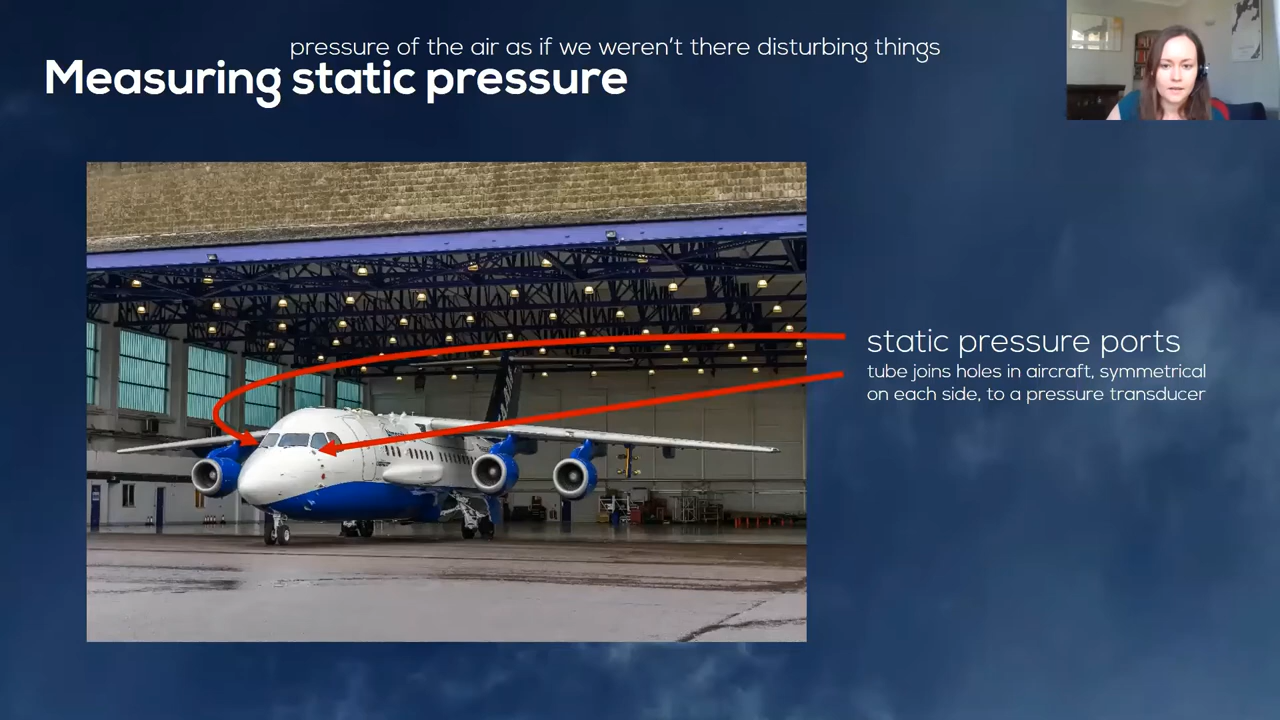 pressure of the air as if we weren't there disturbing things
Measuring static pressure
static pressure ports
tube joins holes in aircraft, symmetrical
on each side, to a pressure transducer